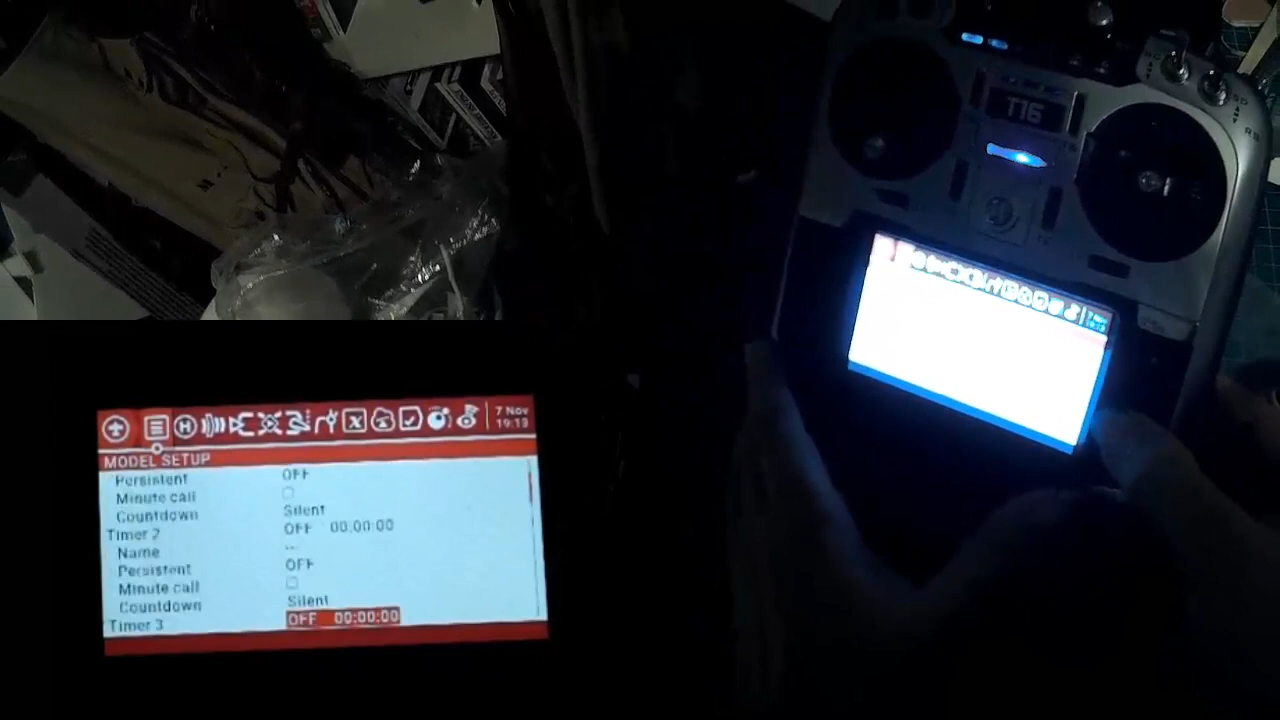 T16
SD
7 Nov
19:13
MODEL SETUP
Persistent OFF
Minute call
Countdown Silent
Timer 2 OFF 00:00:00
Name ---
Persistent OFF
Minute call
Countdown Silent
Timer 3 OFF 00:00:00